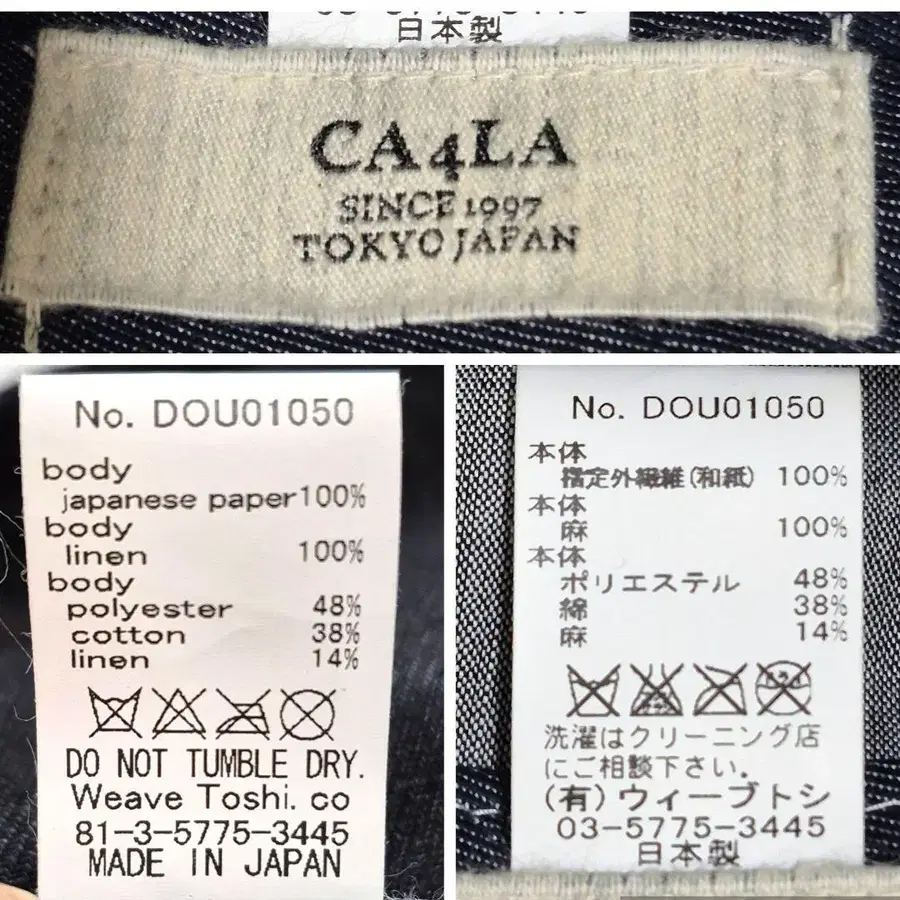 日本製
CA4LA
SINCE 1997
TOKYO JAPAN
No. DOU01050
body
japanese paper 100%
body
linen 100%
body
polyester 48%
cotton 38%
linen 14%
DO NOT TUMBLE DRY.
Weave Toshi. co
81-3-5775-3445
MADE IN JAPAN
No. DOU01050
本体
指定外繊維(和紙) 100%
本体
麻 100%
本体
ポリエステル 48%
綿 38%
麻 14%
洗濯はクリーニング店
にご相談下さい.
(有)ウィーブトシ
03-5775-3445
日本製